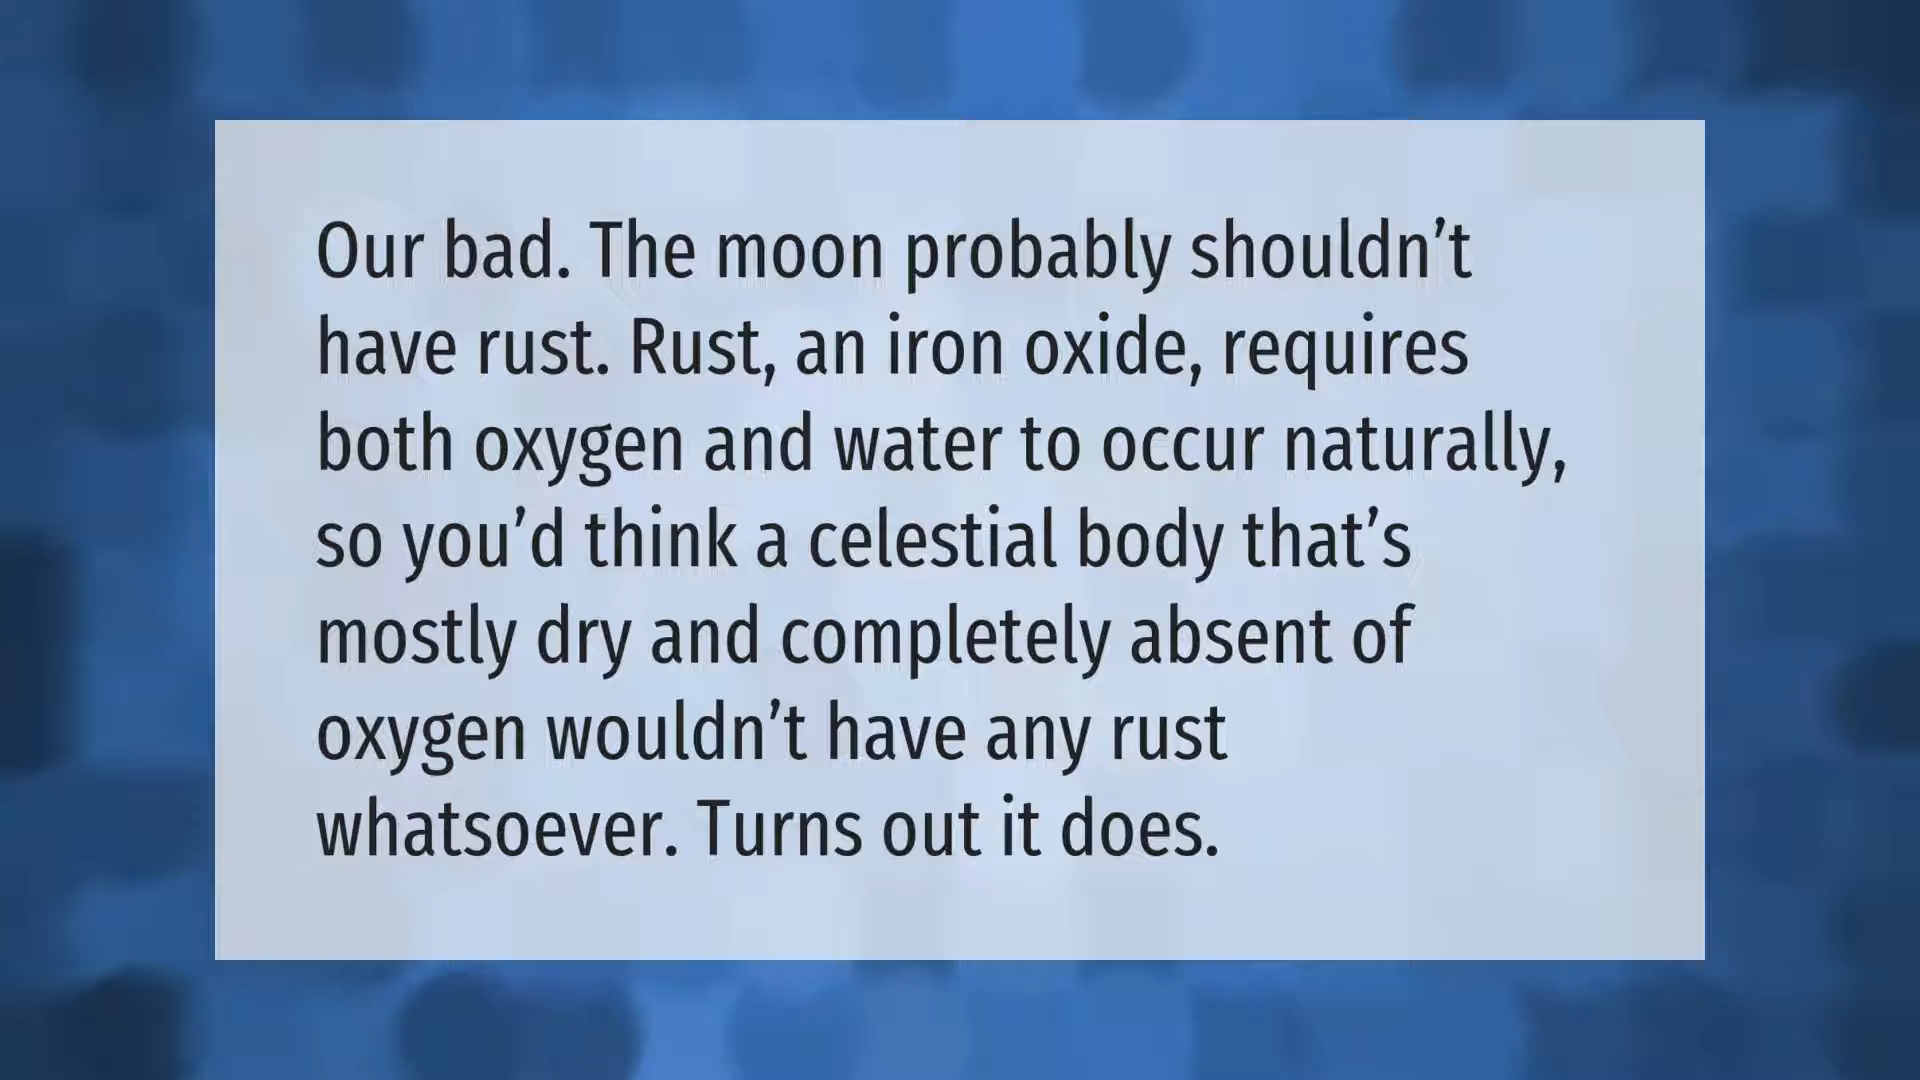 Our bad. The moon probably shouldn’t
have rust. Rust, an iron oxide, requires
both oxygen and water to occur naturally,
so you’d think a celestial body that’s
mostly dry and completely absent of
oxygen wouldn’t have any rust
whatsoever. Turns out it does.